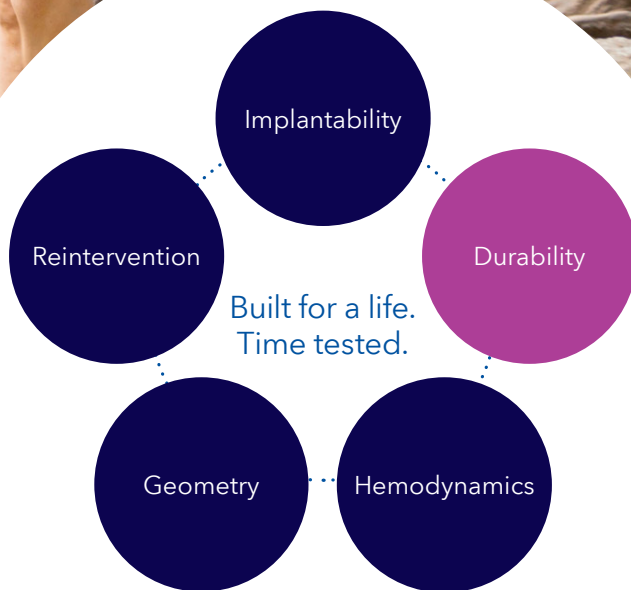 Implantability
Reintervention
Durability
Built for a life.
Time tested.
Geometry
Hemodynamics